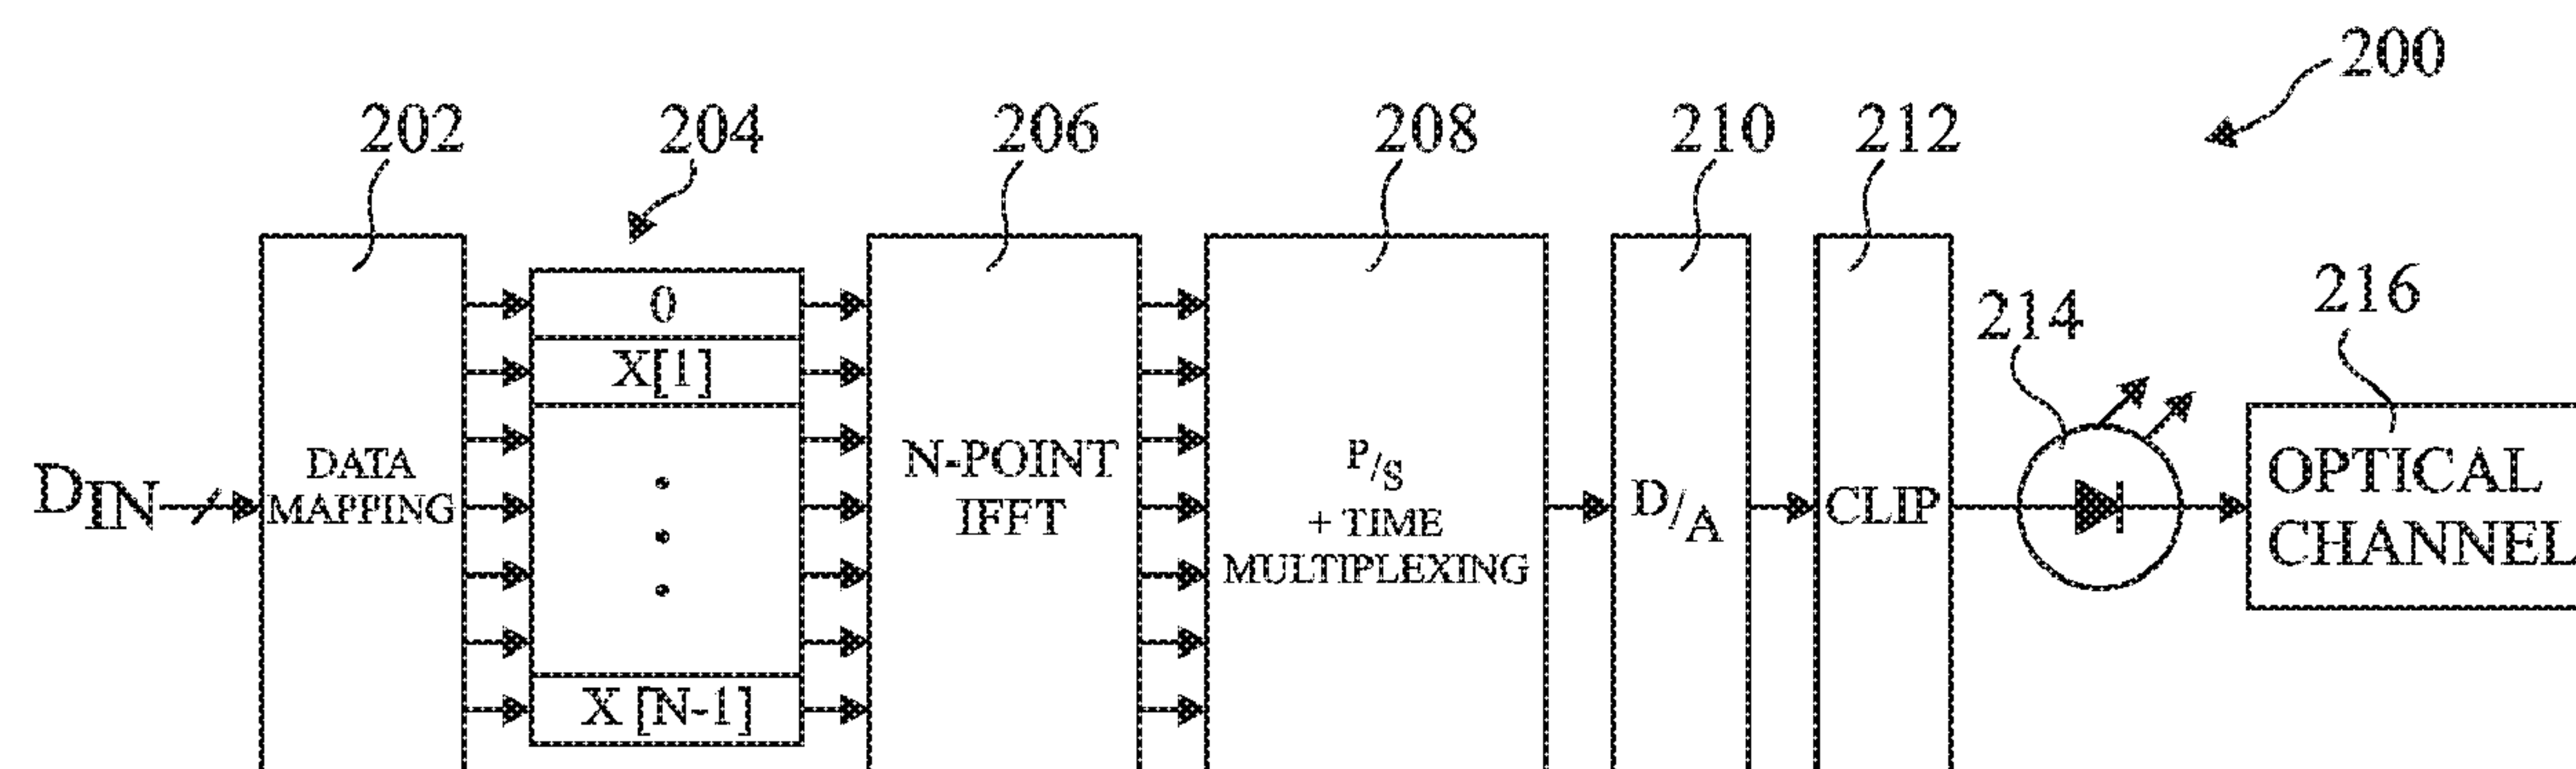 200
202
204
206
208
210
212
214
216
D_IN
DATA
MAPPING
0
X[1]
X [N-1]
N-POINT
IFFT
P/S
+ TIME
MULTIPLEXING
D/A
CLIP
OPTICAL
CHANNEL